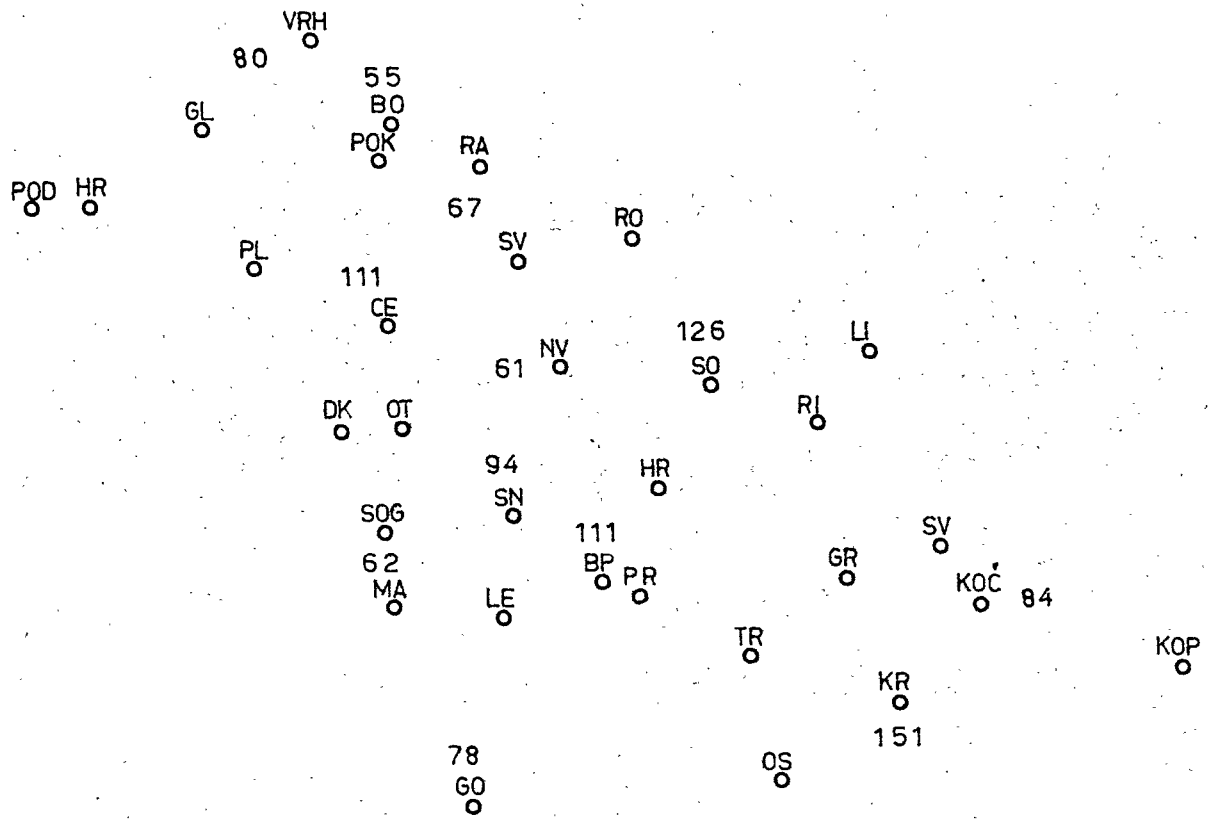 VRH
80
55
BO
GL
POK
RA
POD HR
67
RO
SV
PL
111
CE
126
LI
NV
61
SO
DK OT
RI
94
HR
SN
SOG
111
SV
62
BP
PR
GR
MA
LE
KOČ 84
TR
KOP
KR
151
78
OS
GO